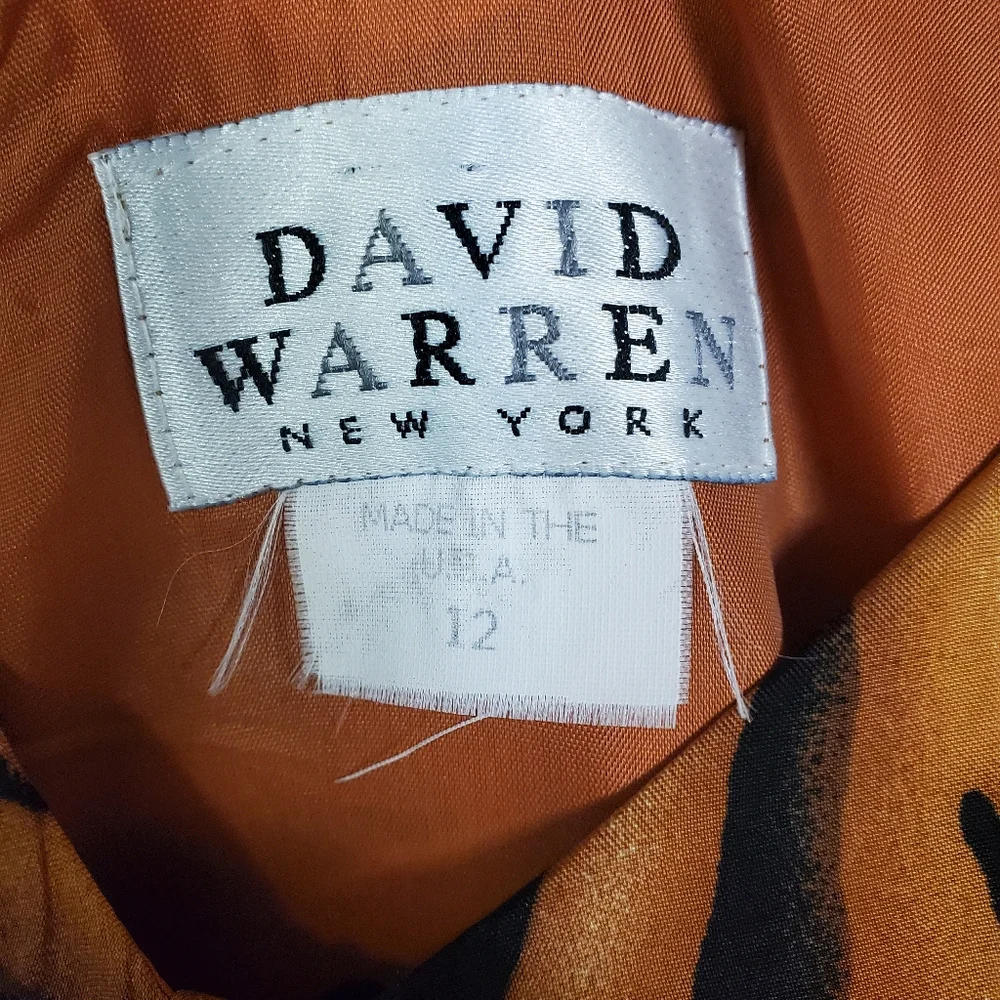 DAVID
WARREN
NEW YORK
MADE IN THE
U.S.A.
12